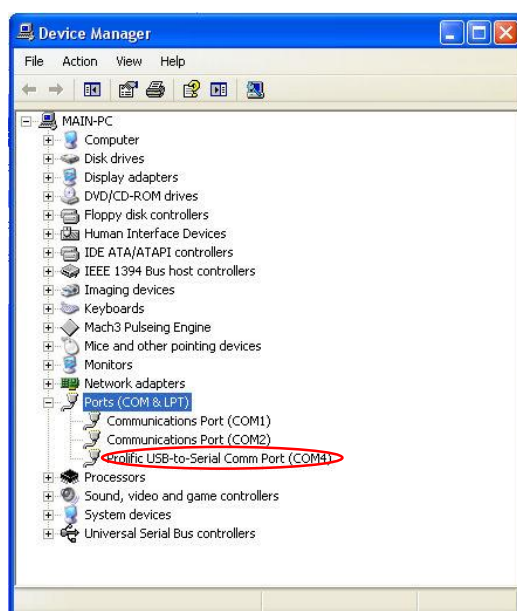 Device Manager
File Action View Help
MAIN-PC
Computer
Disk drives
Display adapters
DVD/CD-ROM drives
Floppy disk controllers
Human Interface Devices
IDE ATA/ATAPI controllers
IEEE 1394 Bus host controllers
Imaging devices
Keyboards
Mach3 Pulseing Engine
Mice and other pointing devices
Monitors
Network adapters
Ports (COM & LPT)
Communications Port (COM1)
Communications Port (COM2)
Prolific USB-to-Serial Comm Port (COM4)
Processors
Sound, video and game controllers
System devices
Universal Serial Bus controllers